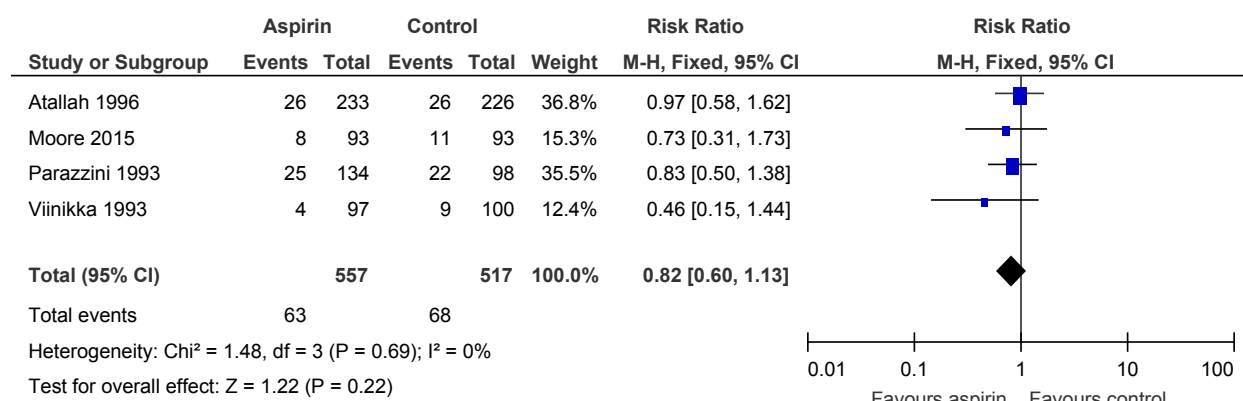 Aspirin Control Risk Ratio Risk Ratio
Study or Subgroup Events Total Events Total Weight M-H, Fixed, 95% CI M-H, Fixed, 95% CI
Atallah 1996 26 233 26 226 36.8% 0.97 [0.58, 1.62]
Moore 2015 8 93 11 93 15.3% 0.73 [0.31, 1.73]
Parazzini 1993 25 134 22 98 35.5% 0.83 [0.50, 1.38]
Viinikka 1993 4 97 9 100 12.4% 0.46 [0.15, 1.44]
Total (95% CI) 557 517 100.0% 0.82 [0.60, 1.13]
Total events 63 68
Heterogeneity: Chi² = 1.48, df = 3 (P = 0.69); I² = 0%
Test for overall effect: Z = 1.22 (P = 0.22)
0.01 0.1 1 10 100
Favours aspirin Favours control